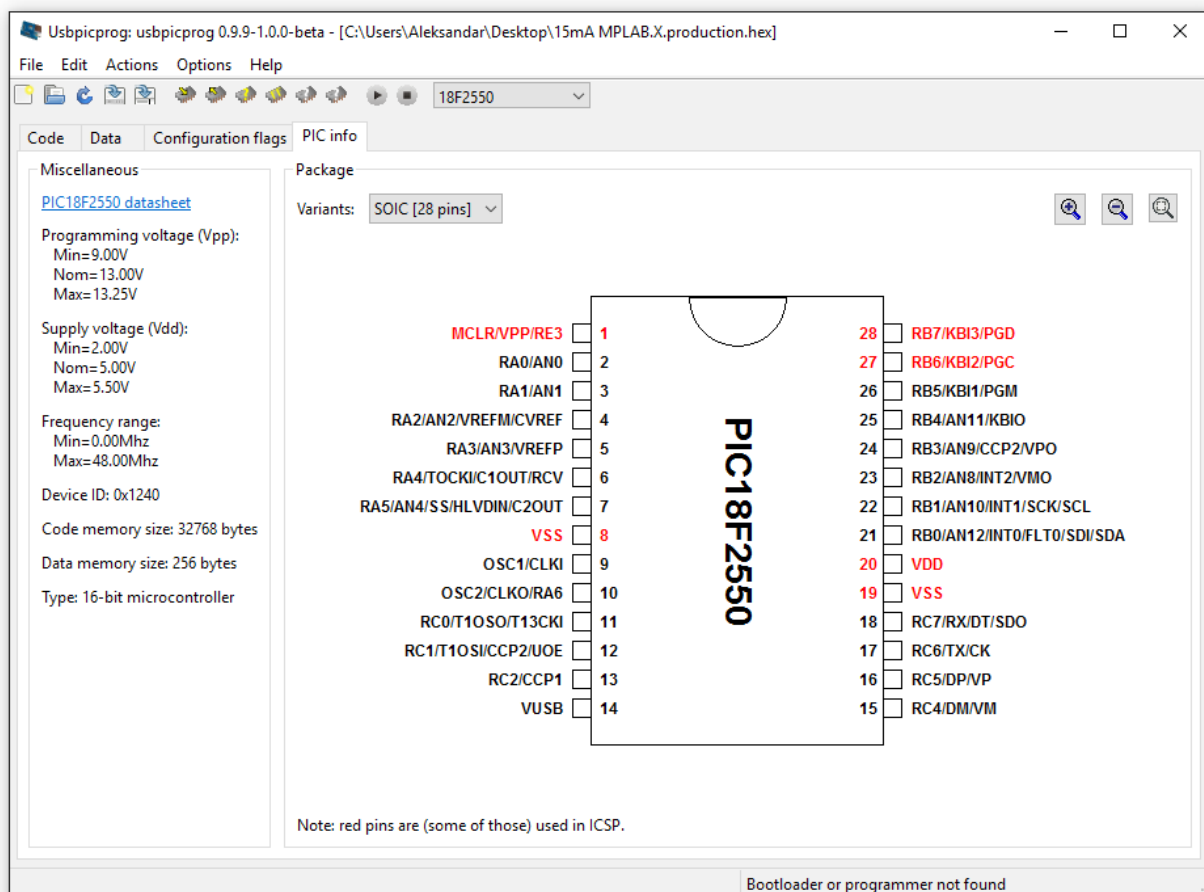 Usbpicprog: usbpicprog 0.9.9-1.0.0-beta - [C:\Users\Aleksandar\Desktop\15mA MPLAB.X.production.hex]
File Edit Actions Options Help
18F2550
Code Data Configuration flags PIC info
Miscellaneous
PIC18F2550 datasheet
Programming voltage (Vpp):
Min=9.00V
Nom=13.00V
Max=13.25V
Supply voltage (Vdd):
Min=2.00V
Nom=5.00V
Max=5.50V
Frequency range:
Min=0.00Mhz
Max=48.00Mhz
Device ID: 0x1240
Code memory size: 32768 bytes
Data memory size: 256 bytes
Type: 16-bit microcontroller
Package
Variants: SOIC [28 pins]
MCLR/VPP/RE3 1 28 RB7/KBI3/PGD
RA0/AN0 2 27 RB6/KBI2/PGC
RA1/AN1 3 26 RB5/KBI1/PGM
RA2/AN2/VREFM/CVREF 4 25 RB4/AN11/KBIO
RA3/AN3/VREFP 5 24 RB3/AN9/CCP2/VPO
RA4/TOCKI/C1OUT/RCV 6 23 RB2/AN8/INT2/VMO
RA5/AN4/SS/HLVDIN/C2OUT 7 22 RB1/AN10/INT1/SCK/SCL
VSS 8 21 RB0/AN12/INT0/FLT0/SDI/SDA
OSC1/CLKI 9 20 VDD
OSC2/CLKO/RA6 10 19 VSS
RC0/T1OSO/T13CKI 11 18 RC7/RX/DT/SDO
RC1/T1OSI/CCP2/UOE 12 17 RC6/TX/CK
RC2/CCP1 13 16 RC5/DP/VP
VUSB 14 15 RC4/DM/VM
PIC18F2550
Note: red pins are (some of those) used in ICSP.
Bootloader or programmer not found